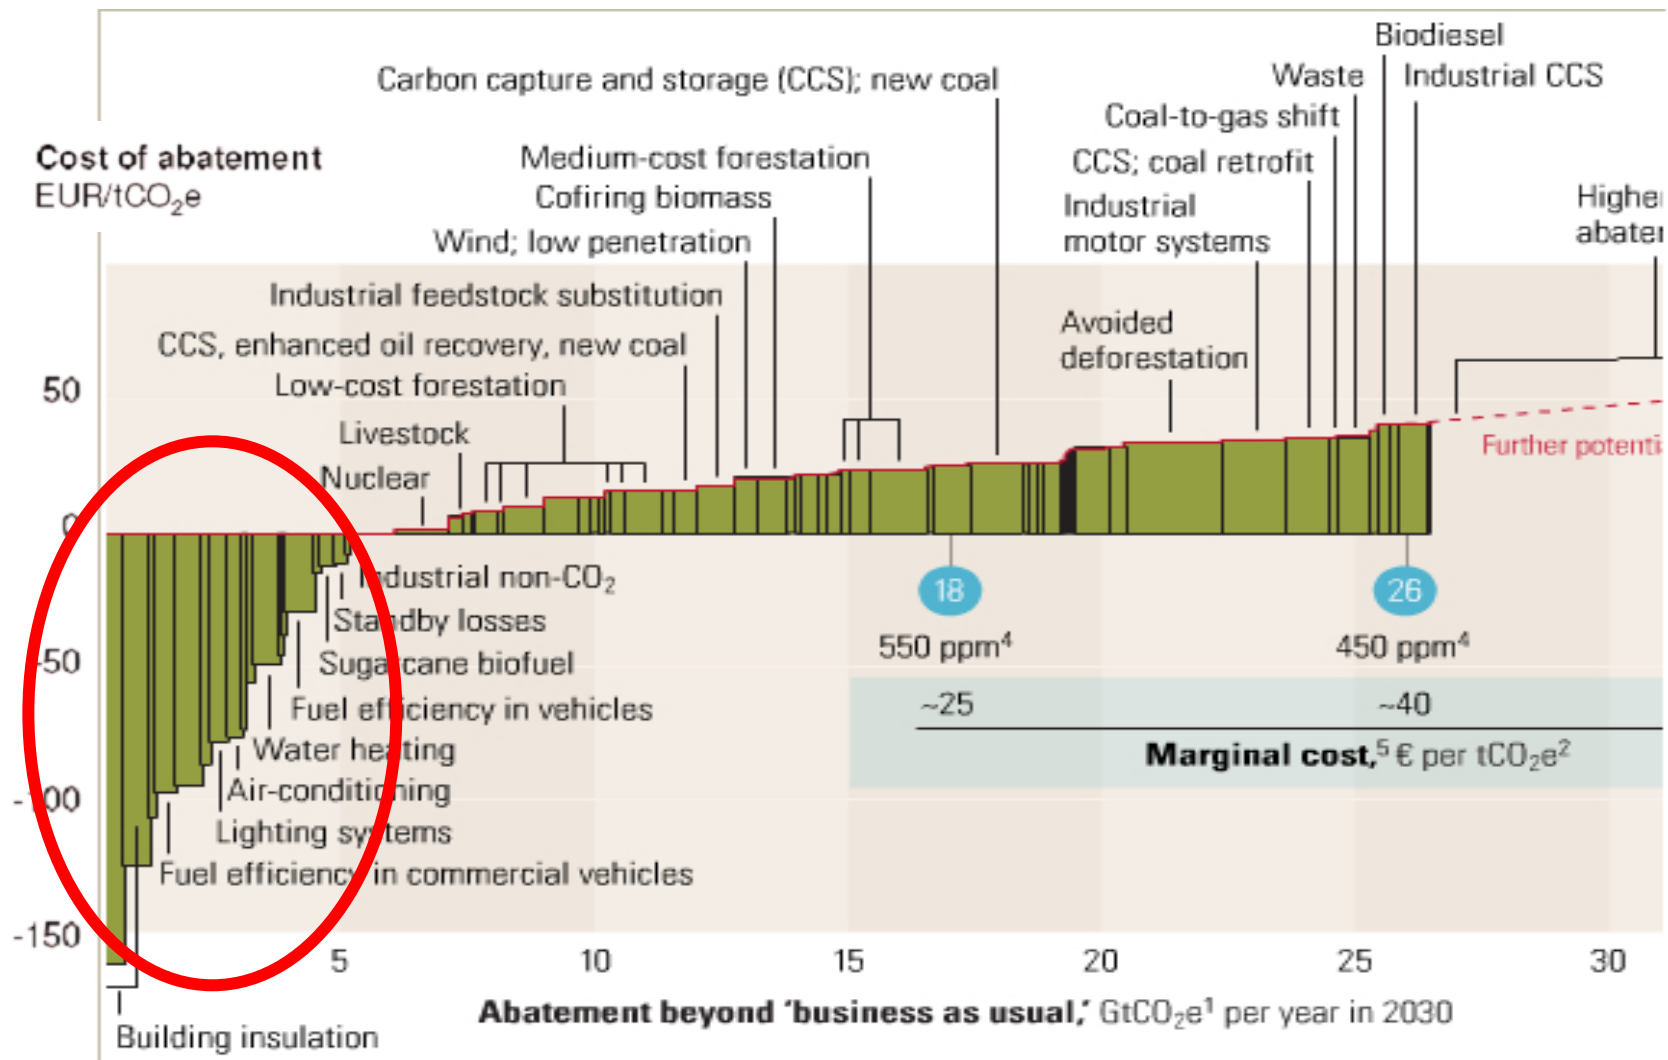 Biodiesel
Carbon capture and storage (CCS); new coal
Waste
Industrial CCS
Coal-to-gas shift
Cost of abatement
EUR/tCO₂e
Medium-cost forestation
CCS; coal retrofit
Cofiring biomass
Industrial
motor systems
Wind; low penetration
Industrial feedstock substitution
CCS, enhanced oil recovery, new coal
Avoided
deforestation
Low-cost forestation
50
Livestock
Further
Nuclear
0
Industrial non-CO₂
18
26
Standby losses
550 ppm⁴
450 ppm⁴
-50
Sugarcane biofuel
~25
~40
Fuel efficiency in vehicles
Marginal cost,⁵ € per tCO₂e²
Water heating
-100
Air-conditioning
Lighting systems
Fuel efficiency in commercial vehicles
-150
5
10
15
20
25
30
Abatement beyond ‘business as usual,’ GtCO₂e¹ per year in 2030
Building insulation